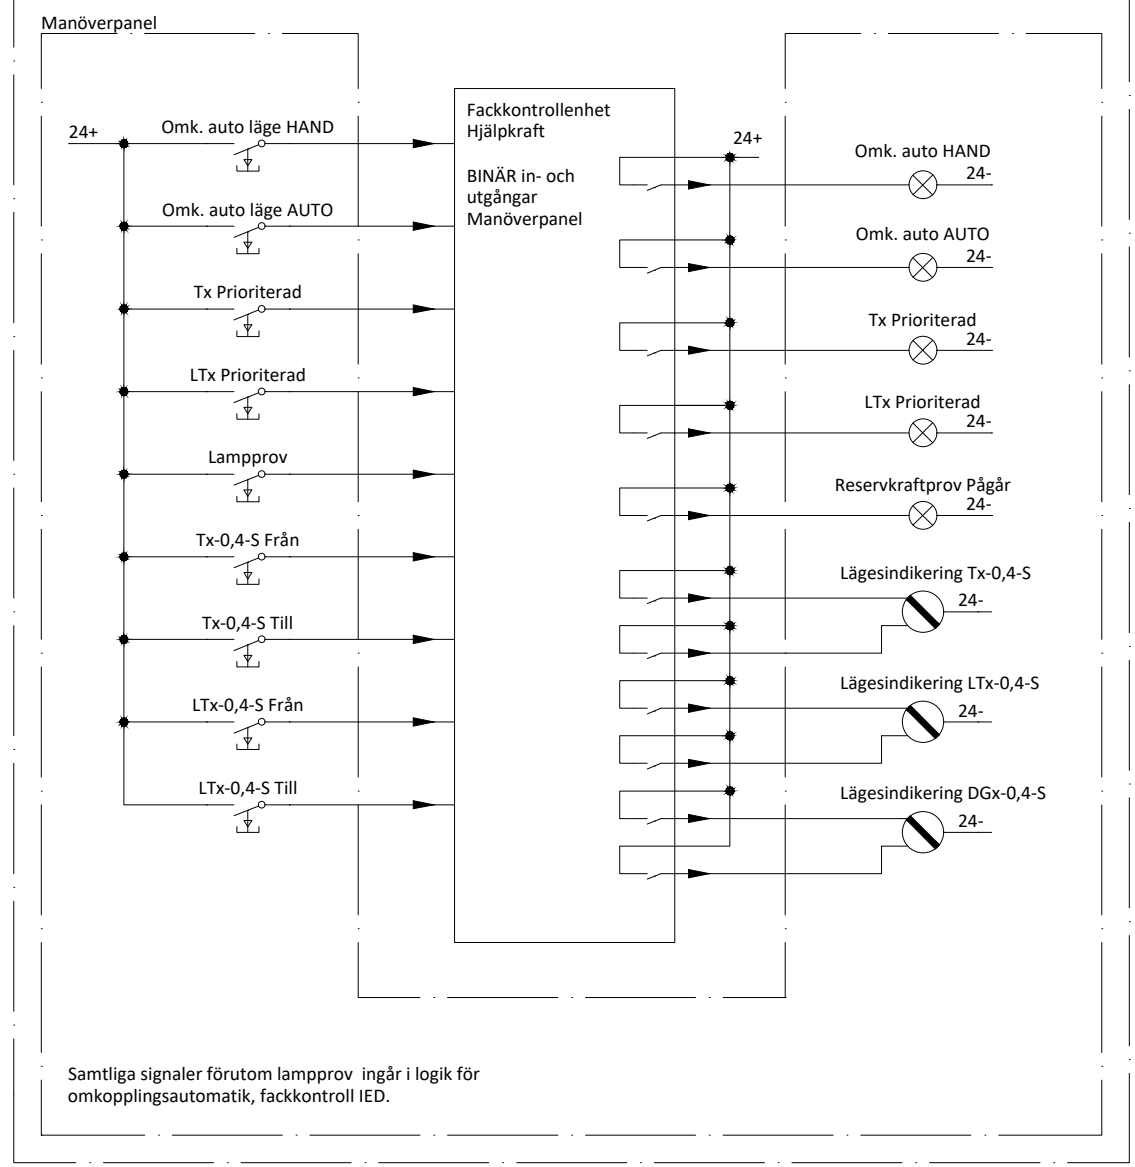 Manöverpanel
24+
Omk. auto läge HAND
Omk. auto läge AUTO
Tx Prioriterad
LTx Prioriterad
Lampprov
Tx-0,4-S Från
Tx-0,4-S Till
LTx-0,4-S Från
LTx-0,4-S Till
Fackkontrollenhet
Hjälpkraft
BINÄR in- och
utgångar
Manöverpanel
24+
Omk. auto HAND
24-
Omk. auto AUTO
24-
Tx Prioriterad
24-
LTx Prioriterad
24-
Reservkraftprov Pågår
24-
Lägesindikering Tx-0,4-S
24-
Lägesindikering LTx-0,4-S
24-
Lägesindikering DGx-0,4-S
24-
Samtliga signaler förutom lampprov ingår i logik för
omkopplingsautomatik, fackkontroll IED.